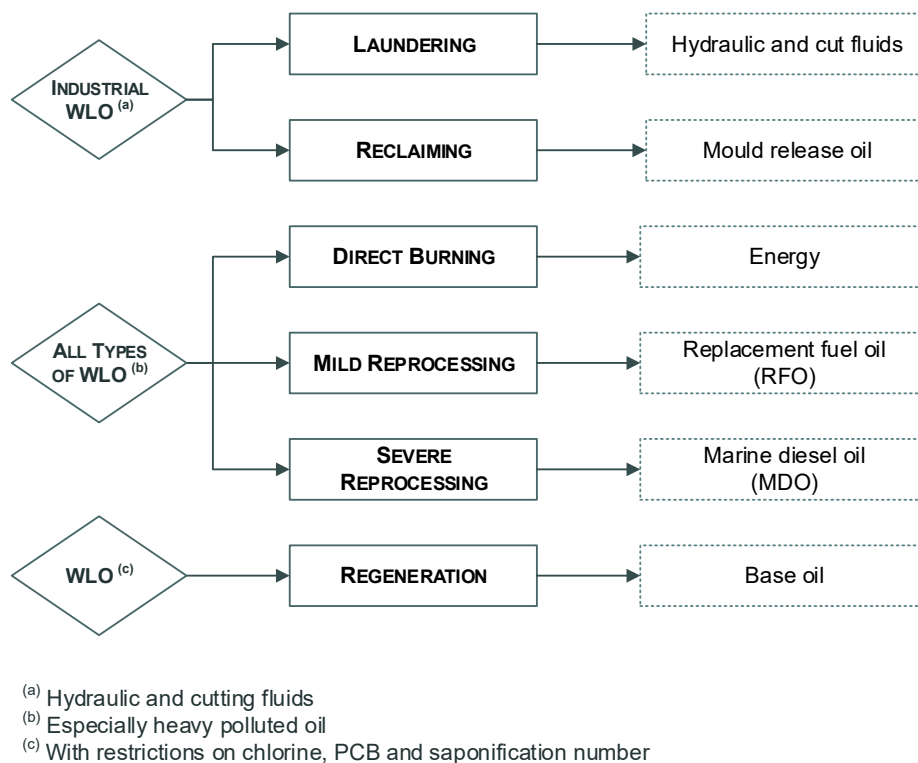 LAUNDERING
Hydraulic and cut fluids
INDUSTRIAL
WLO (a)
RECLAIMING
Mould release oil
DIRECT BURNING
Energy
ALL TYPES
OF WLO (b)
MILD REPROCESSING
Replacement fuel oil
(RFO)
SEVERE
REPROCESSING
Marine diesel oil
(MDO)
WLO (c)
REGENERATION
Base oil
(a) Hydraulic and cutting fluids
(b) Especially heavy polluted oil
(c) With restrictions on chlorine, PCB and saponification number